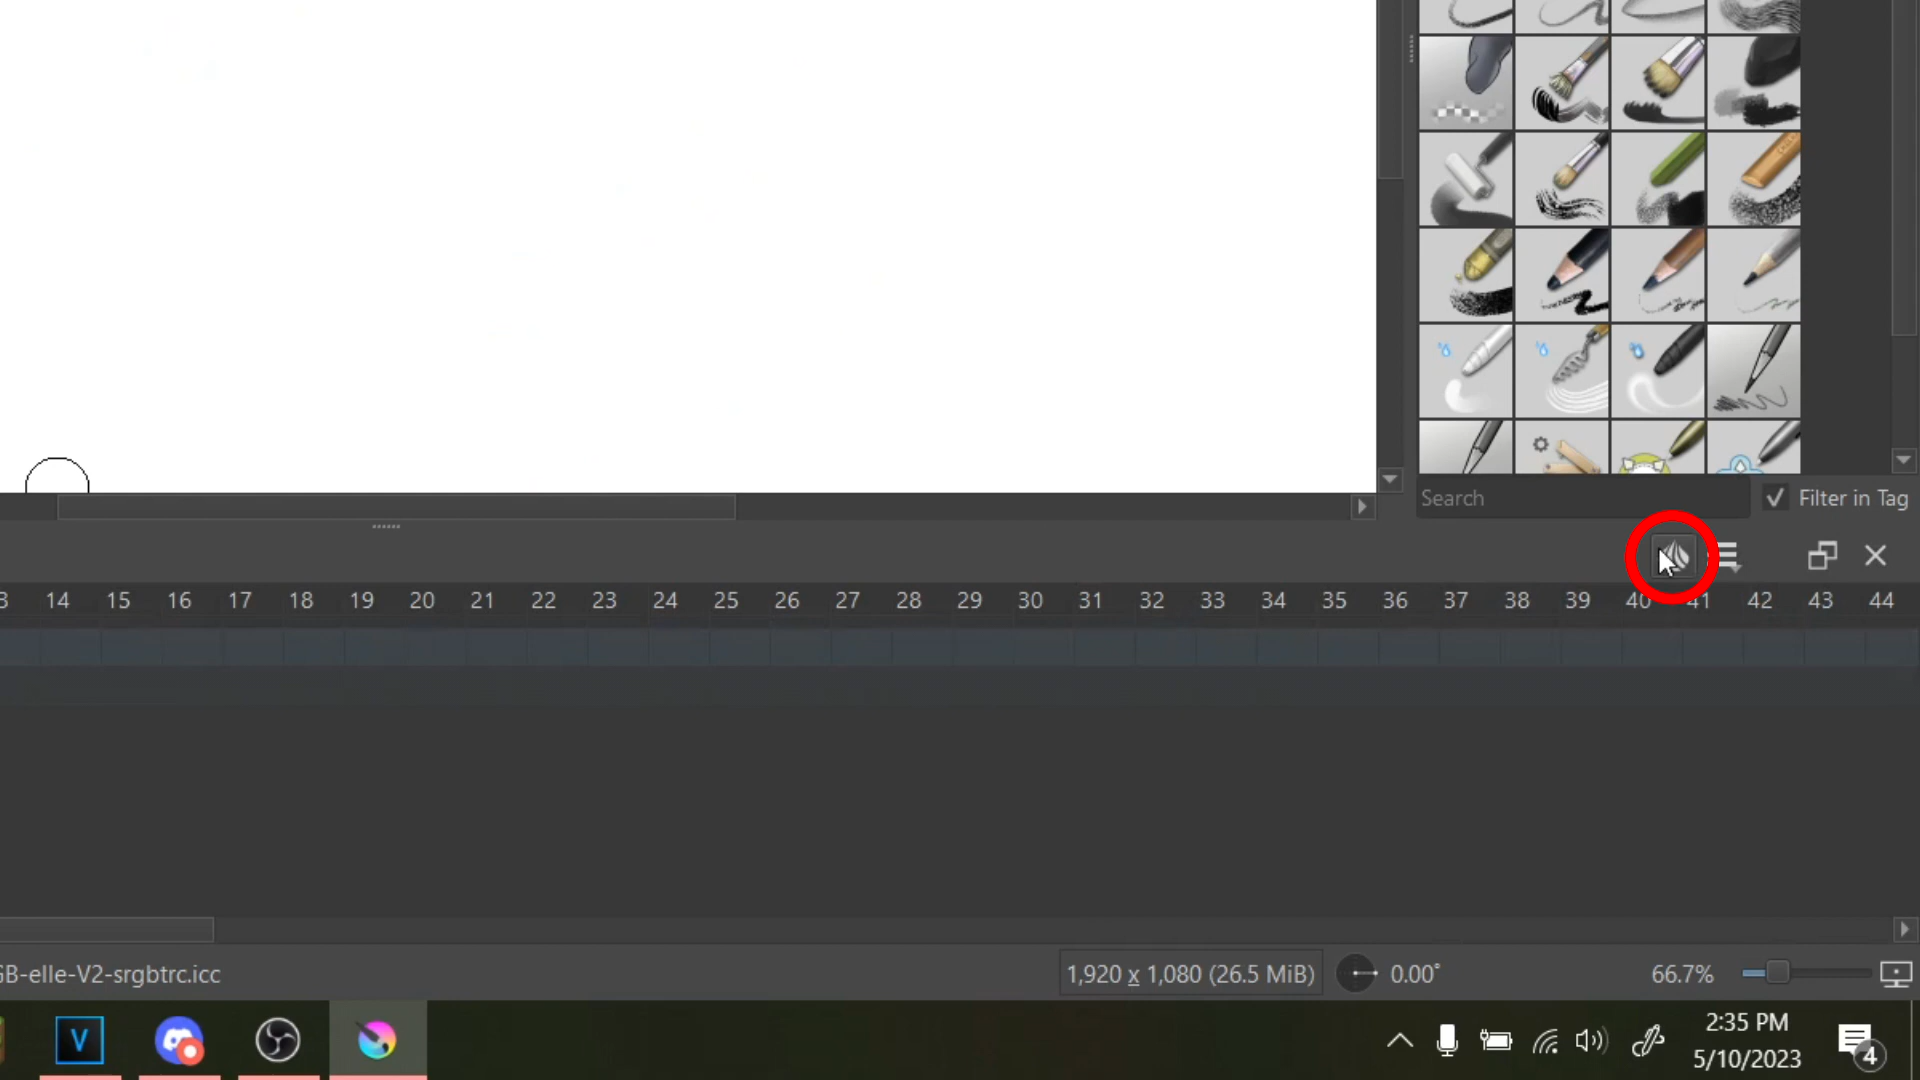 Search
Filter in Tag
14 15 16 17 18 19 20 21 22 23 24 25 26 27 28 29 30 31 32 33 34 35 36 37 38 39 40 41 42 43 44
GB-elle-V2-srgbtrc.icc
1,920 x 1,080 (26.5 MiB)
0.00°
66.7%
V
2:35 PM
5/10/2023
4